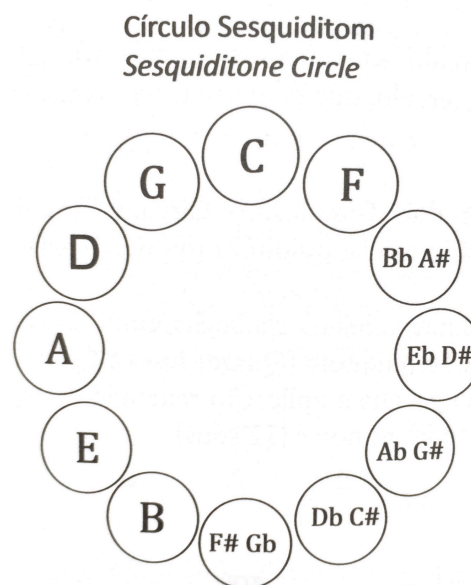 Círculo Sesquiditom
Sesquiditone Circle
C
F
Bb A#
Eb D#
Ab G#
Db C#
F# Gb
B
E
A
D
G